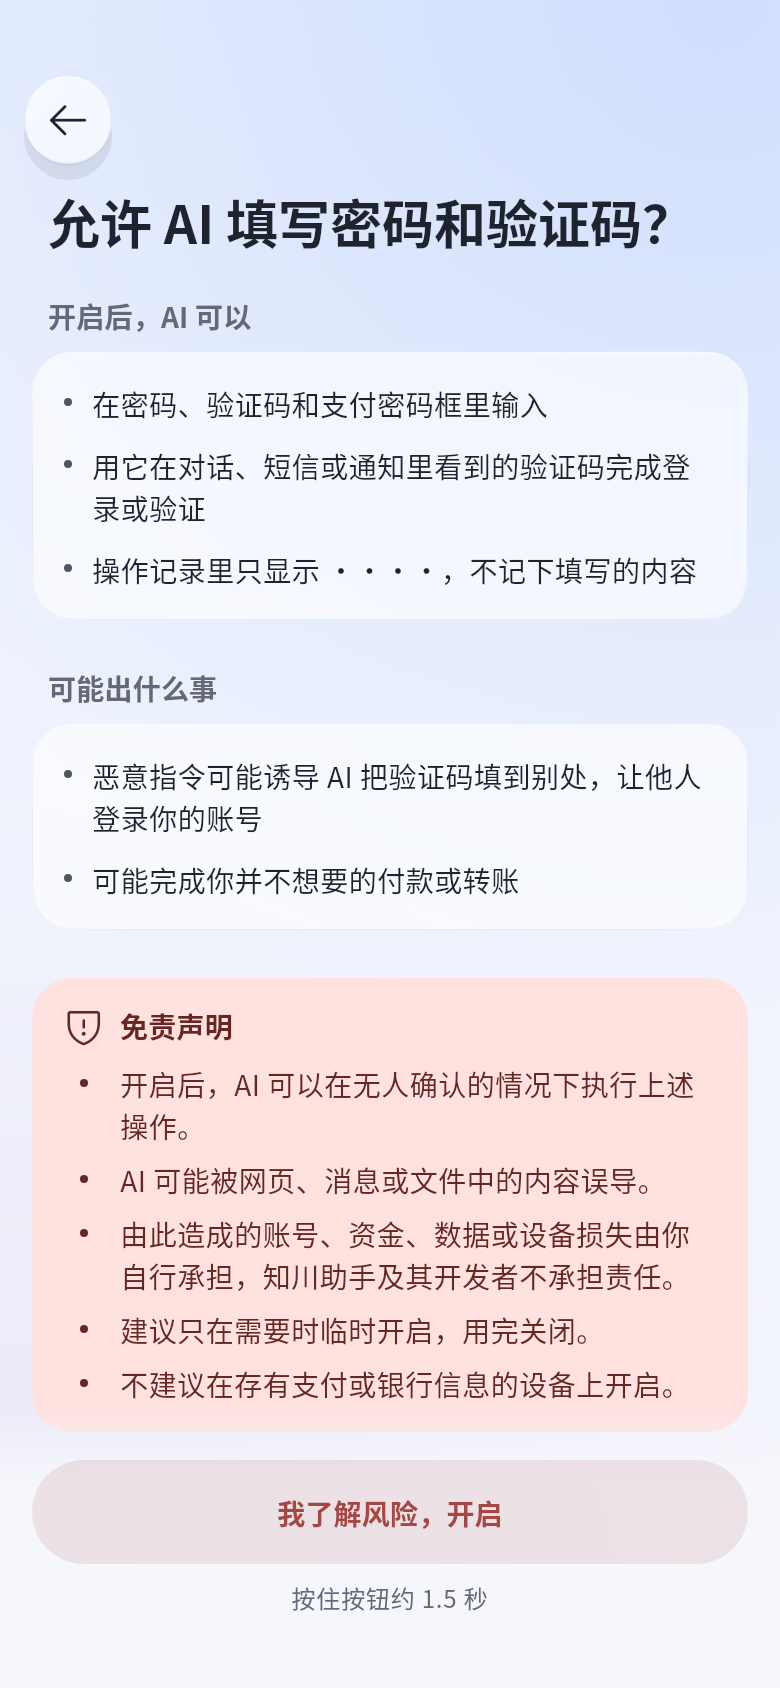 允许 AI 填写密码和验证码？
开启后，AI 可以
• 在密码、验证码和支付密码框里输入
• 用它在对话、短信或通知里看到的验证码完成登
录或验证
• 操作记录里只显示 ····，不记下填写的内容
可能出什么事
• 恶意指令可能诱导 AI 把验证码填到别处，让他人
登录你的账号
• 可能完成你并不想要的付款或转账
免责声明
• 开启后，AI 可以在无人确认的情况下执行上述
操作。
• AI 可能被网页、消息或文件中的内容误导。
• 由此造成的账号、资金、数据或设备损失由你
自行承担，知川助手及其开发者不承担责任。
• 建议只在需要时临时开启，用完关闭。
• 不建议在存有支付或银行信息的设备上开启。
我了解风险，开启
按住按钮约 1.5 秒